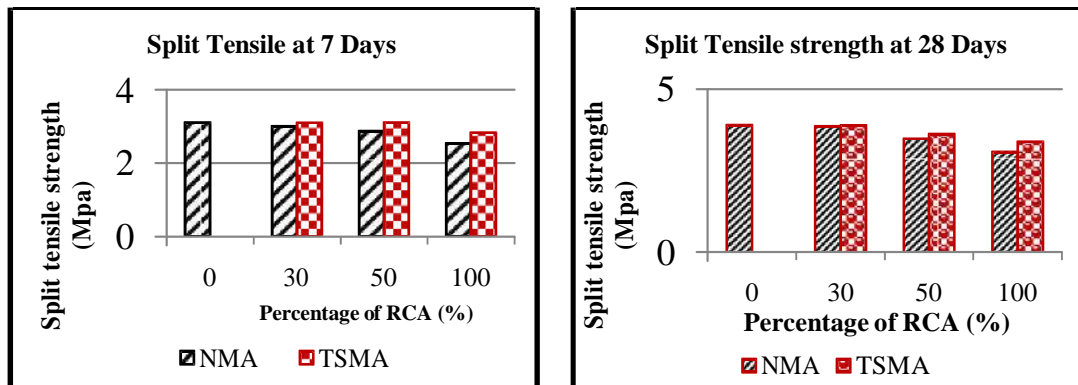 Split Tensile at 7 Days
Split tensile strength
(Mpa)
4
2
0
0 30 50 100
Percentage of RCA (%)
NMA TSMA
Split Tensile strength at 28 Days
Split tensile strength
(Mpa)
5
0
0 30 50 100
Percentage of RCA (%)
NMA TSMA